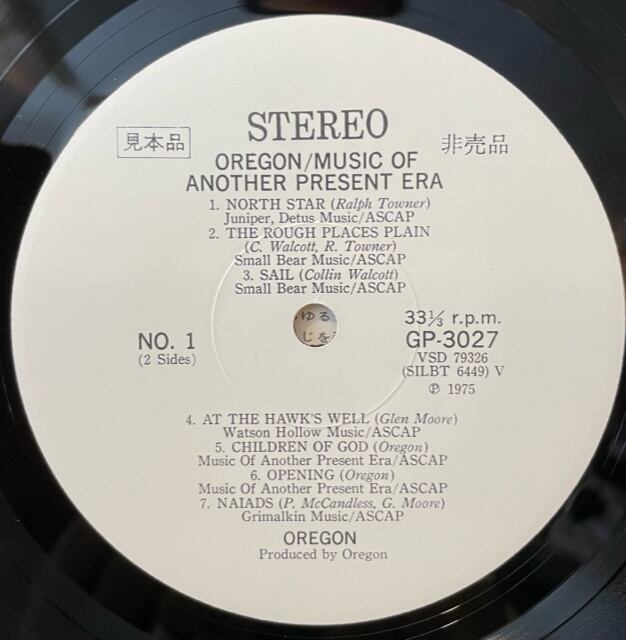 STEREO
見本品
非売品
OREGON/MUSIC OF
ANOTHER PRESENT ERA
1. NORTH STAR (Ralph Towner)
Juniper, Detus Music/ASCAP
2. THE ROUGH PLACES PLAIN
(C. Walcott, R. Towner)
Small Bear Music/ASCAP
3. SAIL (Collin Walcott)
Small Bear Music/ASCAP
ゆる
じを
NO. 1
(2 Sides)
33⅓ r.p.m.
GP-3027
VSD 79326
(SILBT 6449) V
℗ 1975
4. AT THE HAWK'S WELL (Glen Moore)
Watson Hollow Music/ASCAP
5. CHILDREN OF GOD (Oregon)
Music Of Another Present Era/ASCAP
6. OPENING (Oregon)
Music Of Another Present Era/ASCAP
7. NAIADS (P. McCandless, G. Moore)
Grimalkin Music/ASCAP
OREGON
Produced by Oregon